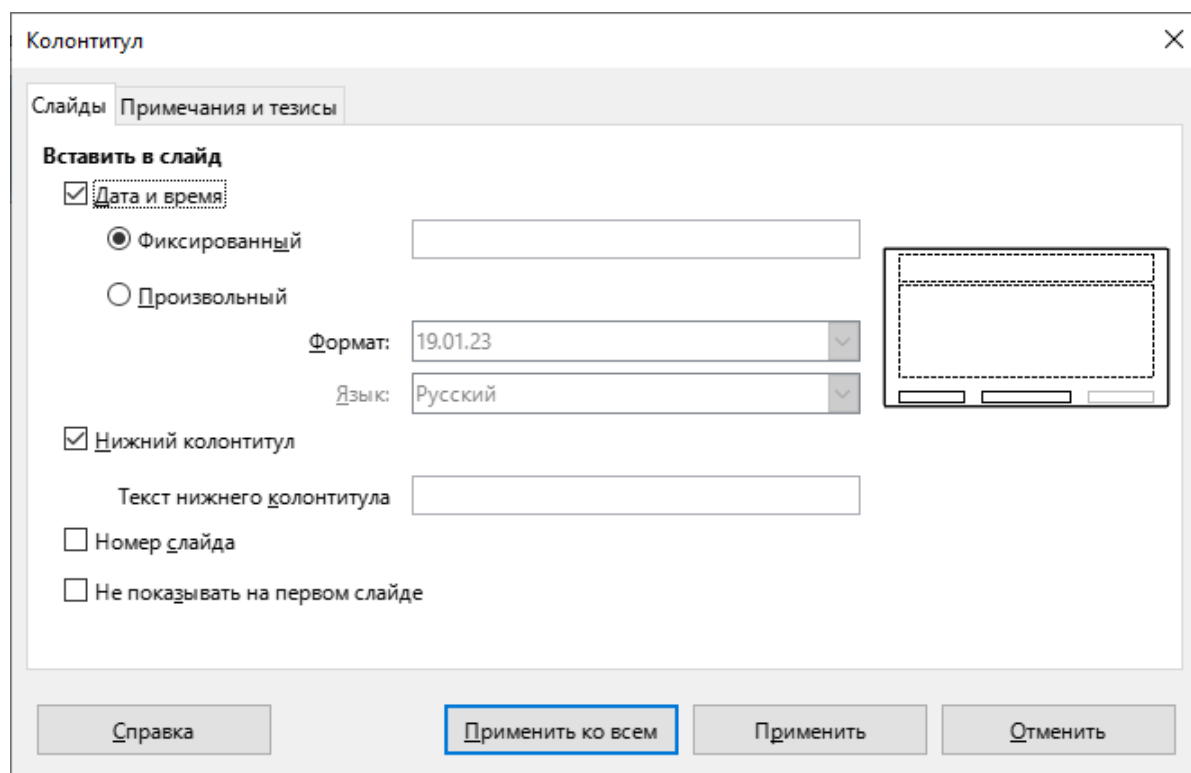 Колонтитул
Слайды Примечания и тезисы
Вставить в слайд
Дата и время
Фиксированный
Произвольный
Формат: 19.01.23
Язык: Русский
Нижний колонтитул
Текст нижнего колонтитула
Номер слайда
Не показывать на первом слайде
Справка Применить ко всем Применить Отменить